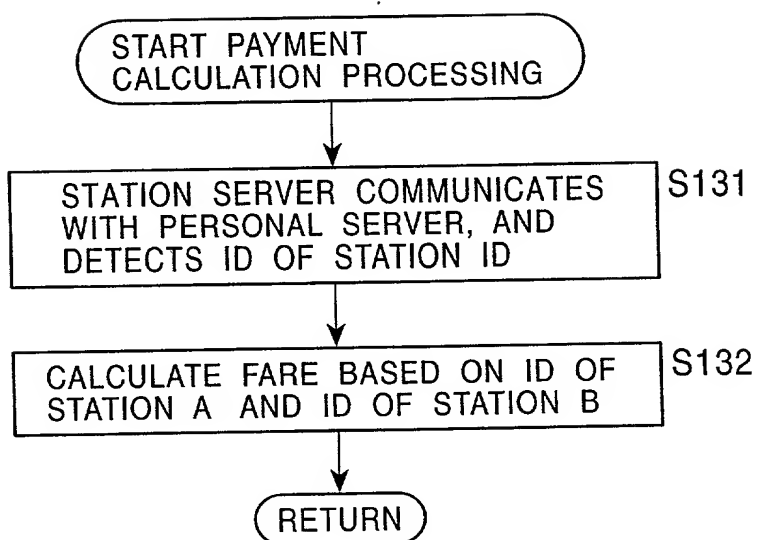 START PAYMENT
CALCULATION PROCESSING
STATION SERVER COMMUNICATES
WITH PERSONAL SERVER, AND
DETECTS ID OF STATION ID
S131
CALCULATE FARE BASED ON ID OF
STATION A AND ID OF STATION B
S132
RETURN